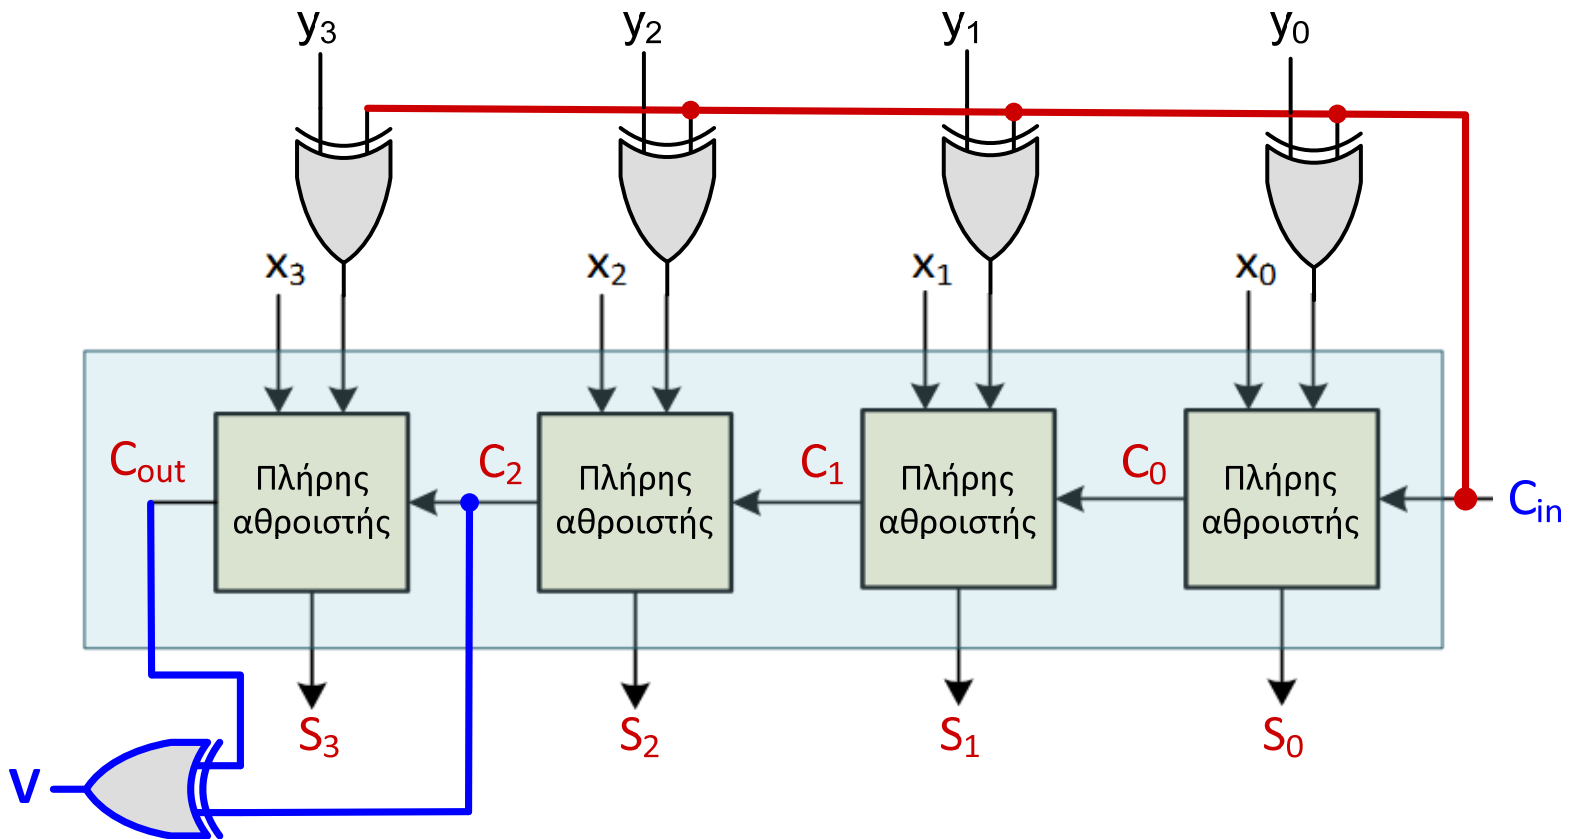 y3 y2 y1 y0
x3 x2 x1 x0
Cout Πλήρης αθροιστής C2 Πλήρης αθροιστής C1 Πλήρης αθροιστής C0 Πλήρης αθροιστής Cin
S3 S2 S1 S0
V